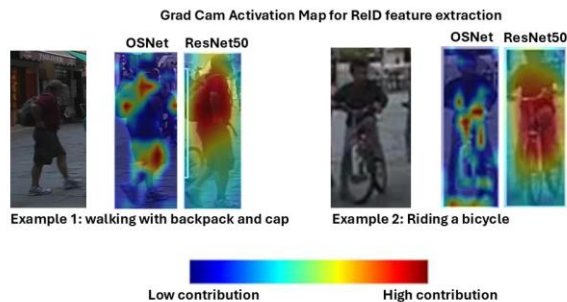 Grad Cam Activation Map for ReID feature extraction
OSNet ResNet50
OSNet ResNet50
Example 1: walking with backpack and cap
Example 2: Riding a bicycle
Low contribution
High contribution